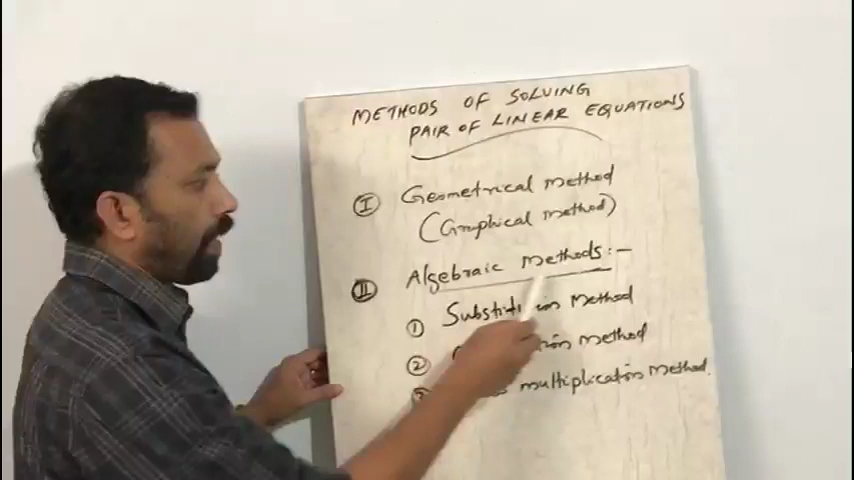 METHODS OF SOLVING
PAIR OF LINEAR EQUATIONS
I Geometrical method
(Graphical method)
II Algebraic methods:-
1 Method
2 method
multiplication method.